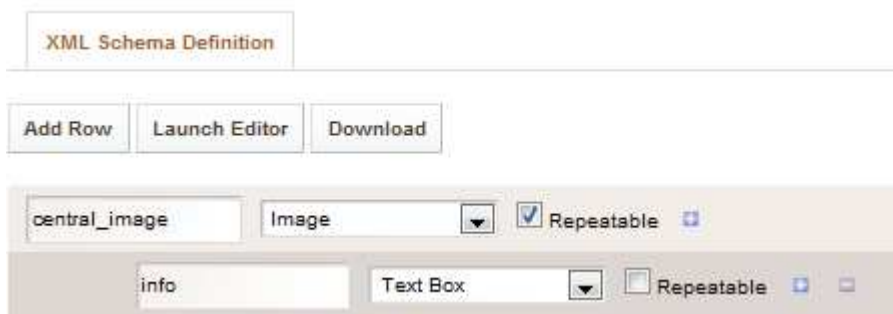 XML Schema Definition
Add Row Launch Editor Download
central_image Image Repeatable
info Text Box Repeatable